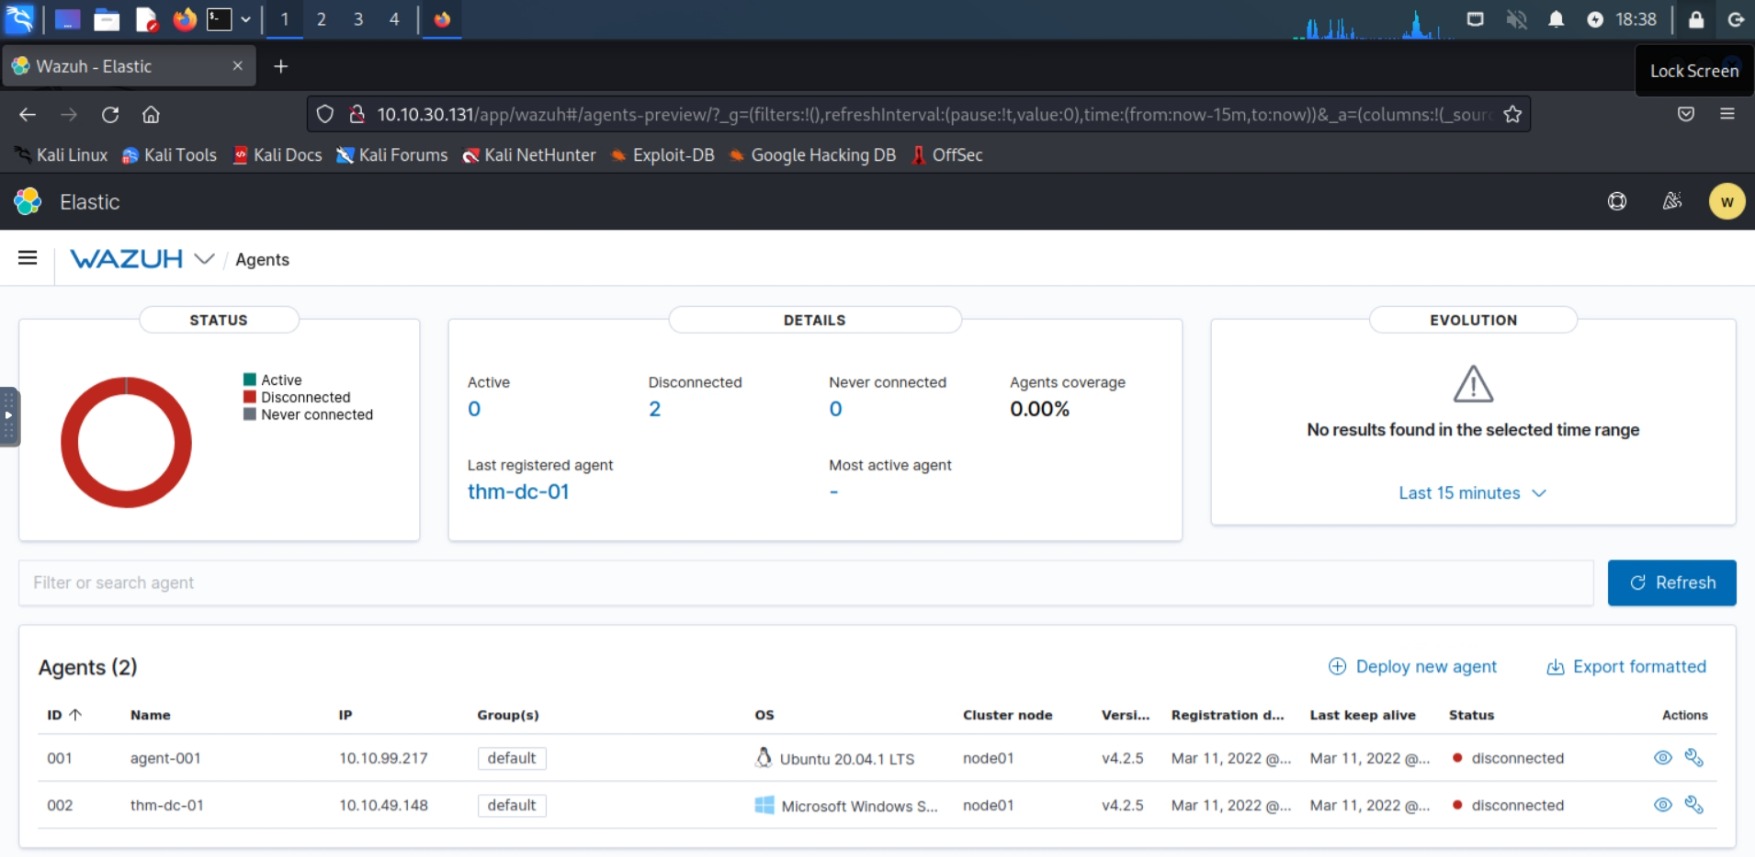 1 2 3 4 18:38
Wazuh - Elastic × +
Lock Screen
10.10.30.131/app/wazuh#/agents-preview/?_g=(filters:!(),refreshInterval:(pause:!t,value:0),time:(from:now-15m,to:now))&_a=(columns:!(_sour
Kali Linux Kali Tools Kali Docs Kali Forums Kali NetHunter Exploit-DB Google Hacking DB OffSec
Elastic W
WAZUH / Agents
STATUS
Active
Disconnected
Never connected
DETAILS
Active Disconnected Never connected Agents coverage
0 2 0 0.00%
Last registered agent Most active agent
thm-dc-01 -
EVOLUTION
No results found in the selected time range
Last 15 minutes
Filter or search agent Refresh
Agents (2) Deploy new agent Export formatted
ID Name IP Group(s) OS Cluster node Versi... Registration d... Last keep alive Status Actions
001 agent-001 10.10.99.217 default Ubuntu 20.04.1 LTS node01 v4.2.5 Mar 11, 2022 @... Mar 11, 2022 @... disconnected
002 thm-dc-01 10.10.49.148 default Microsoft Windows S... node01 v4.2.5 Mar 11, 2022 @... Mar 11, 2022 @... disconnected